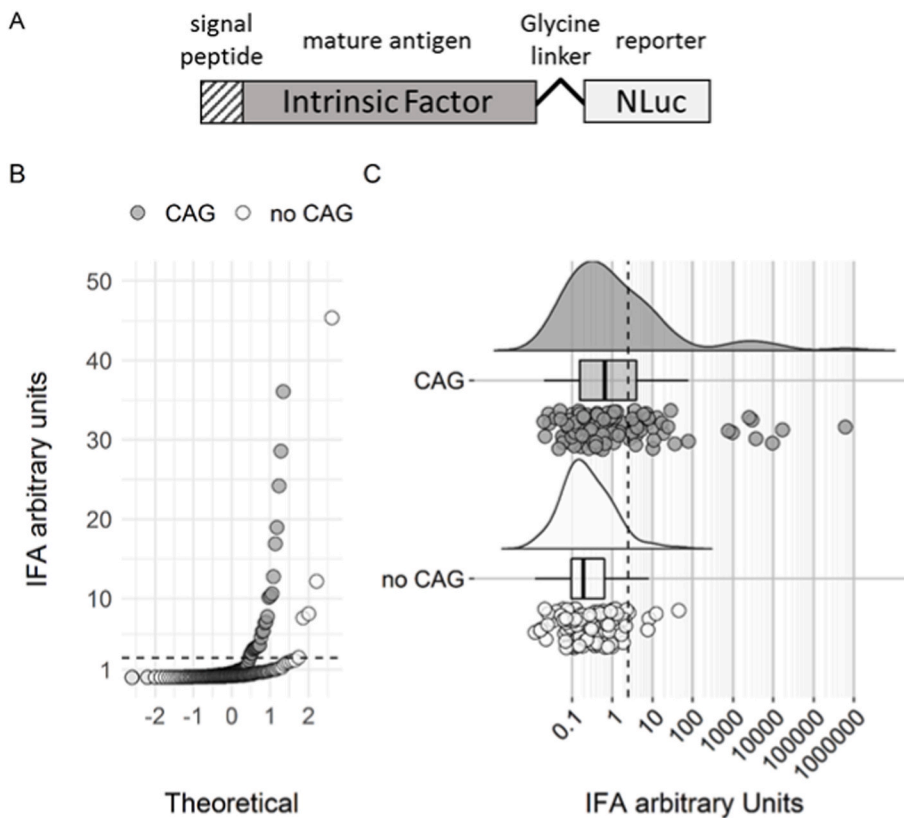 A
signal
peptide
mature antigen
Glycine
linker
reporter
Intrinsic Factor
NLuc
B
CAG
no CAG
IFA arbitrary units
50
40
30
20
10
1
-2
-1
0
1
2
Theoretical
C
CAG
no CAG
0.1
1
10
100
1000
10000
100000
1000000
IFA arbitrary Units